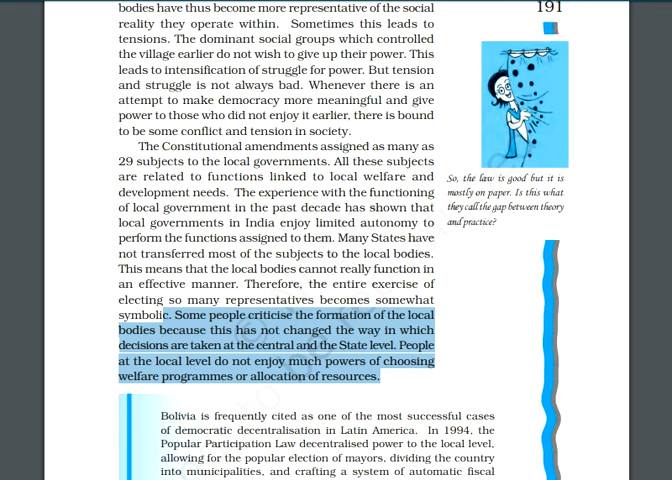 191
bodies have thus become more representative of the social
reality they operate within. Sometimes this leads to
tensions. The dominant social groups which controlled
the village earlier do not wish to give up their power. This
leads to intensification of struggle for power. But tension
and struggle is not always bad. Whenever there is an
attempt to make democracy more meaningful and give
power to those who did not enjoy it earlier, there is bound
to be some conflict and tension in society.
The Constitutional amendments assigned as many as
29 subjects to the local governments. All these subjects
are related to functions linked to local welfare and
development needs. The experience with the functioning
of local government in the past decade has shown that
local governments in India enjoy limited autonomy to
perform the functions assigned to them. Many States have
not transferred most of the subjects to the local bodies.
This means that the local bodies cannot really function in
an effective manner. Therefore, the entire exercise of
electing so many representatives becomes somewhat
symbolic. Some people criticise the formation of the local
bodies because this has not changed the way in which
decisions are taken at the central and the State level. People
at the local level do not enjoy much powers of choosing
welfare programmes or allocation of resources.
So, the law is good but it is
mostly on paper. Is this what
they call the gap between theory
and practice?
Bolivia is frequently cited as one of the most successful cases
of democratic decentralisation in Latin America. In 1994, the
Popular Participation Law decentralised power to the local level,
allowing for the popular election of mayors, dividing the country
into municipalities, and crafting a system of automatic fiscal